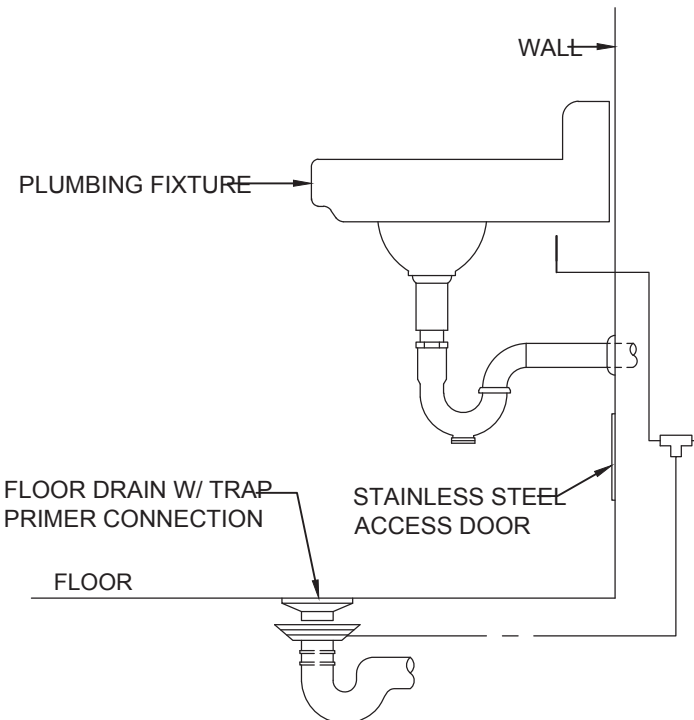 WALL
PLUMBING FIXTURE
FLOOR DRAIN W/ TRAP
PRIMER CONNECTION
STAINLESS STEEL
ACCESS DOOR
FLOOR